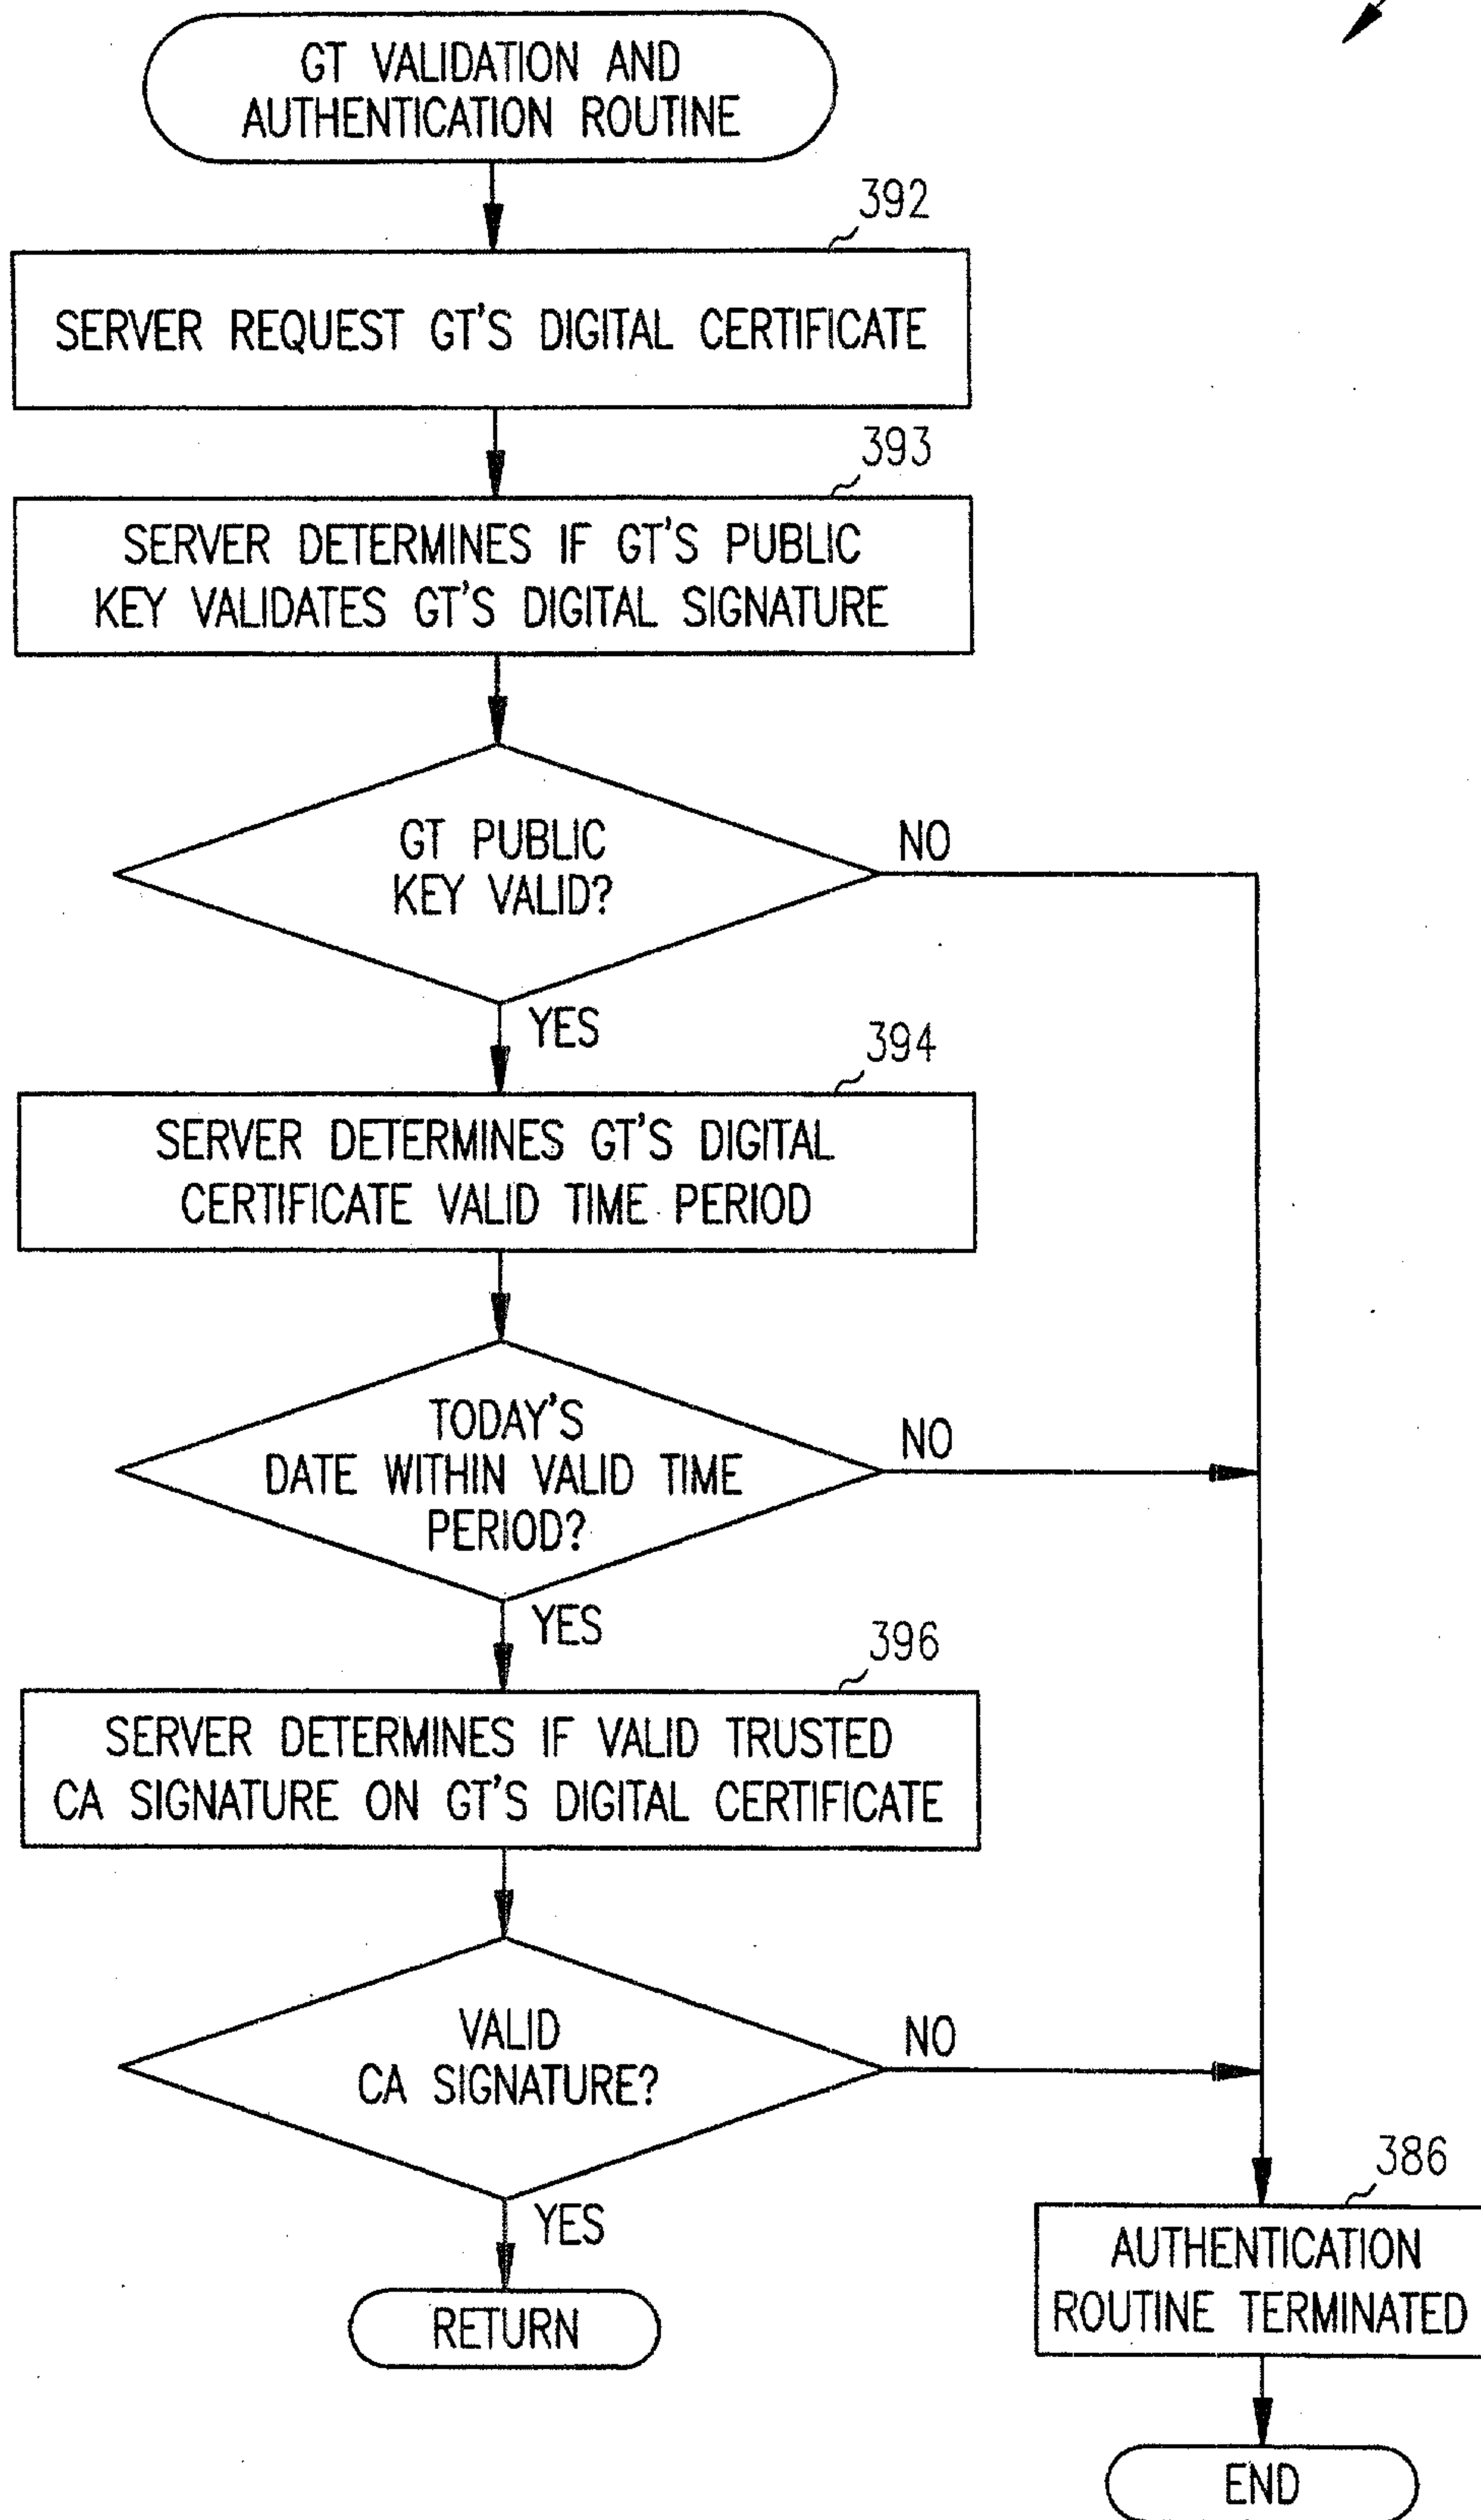 GT VALIDATION AND
AUTHENTICATION ROUTINE
392
SERVER REQUEST GT'S DIGITAL CERTIFICATE
393
SERVER DETERMINES IF GT'S PUBLIC
KEY VALIDATES GT'S DIGITAL SIGNATURE
GT PUBLIC
KEY VALID?
NO
YES
394
SERVER DETERMINES GT'S DIGITAL
CERTIFICATE VALID TIME PERIOD
TODAY'S
DATE WITHIN VALID TIME
PERIOD?
NO
YES
396
SERVER DETERMINES IF VALID TRUSTED
CA SIGNATURE ON GT'S DIGITAL CERTIFICATE
VALID
CA SIGNATURE?
NO
YES
RETURN
386
AUTHENTICATION
ROUTINE TERMINATED
END